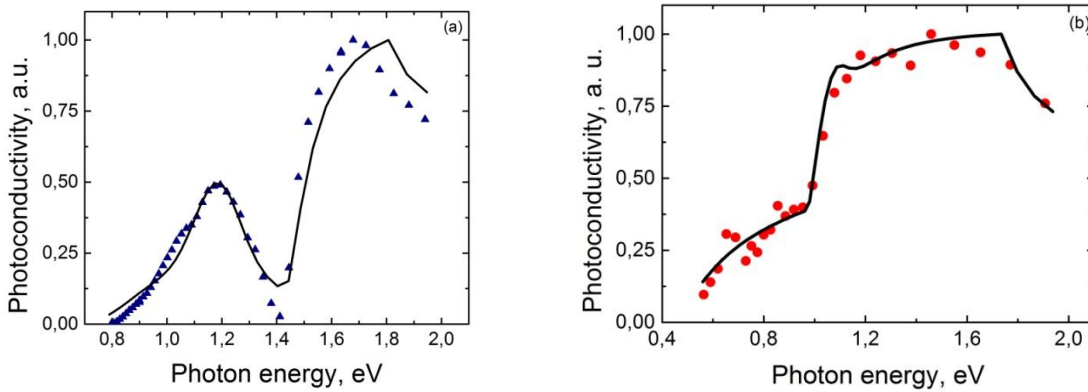 (a)
1,00
0,75
0,50
0,25
0,00
0,8 1,0 1,2 1,4 1,6 1,8 2,0
Photon energy, eV
Photoconductivity, a.u.
(b)
1,00
0,75
0,50
0,25
0,00
0,4 0,8 1,2 1,6 2,0
Photon energy, eV
Photoconductivity, a. u.